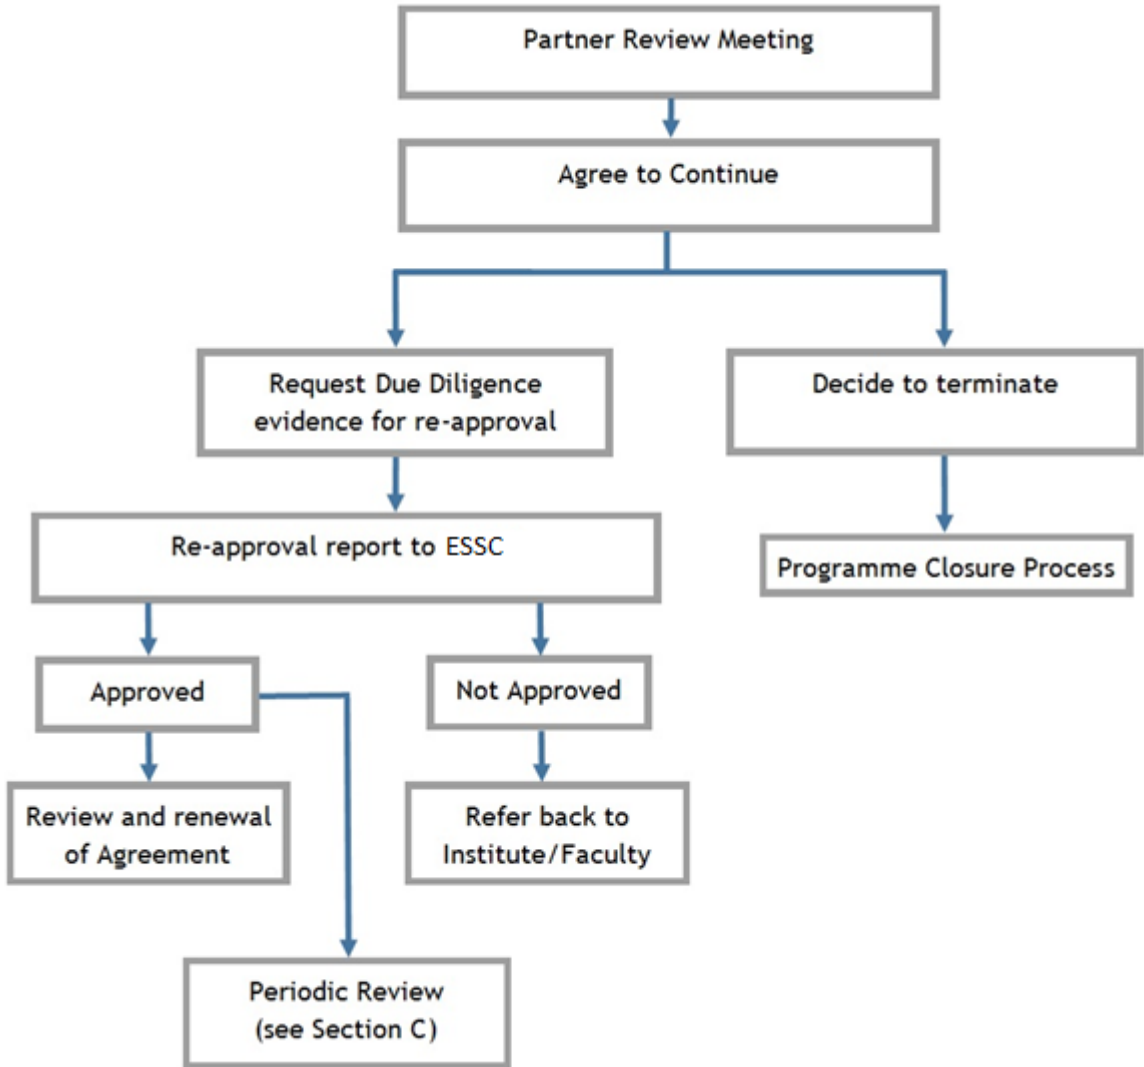 Partner Review Meeting
Agree to Continue
Request Due Diligence
evidence for re-approval
Decide to terminate
Re-approval report to ESSC
Programme Closure Process
Approved
Not Approved
Review and renewal
of Agreement
Refer back to
Institute/Faculty
Periodic Review
(see Section C)